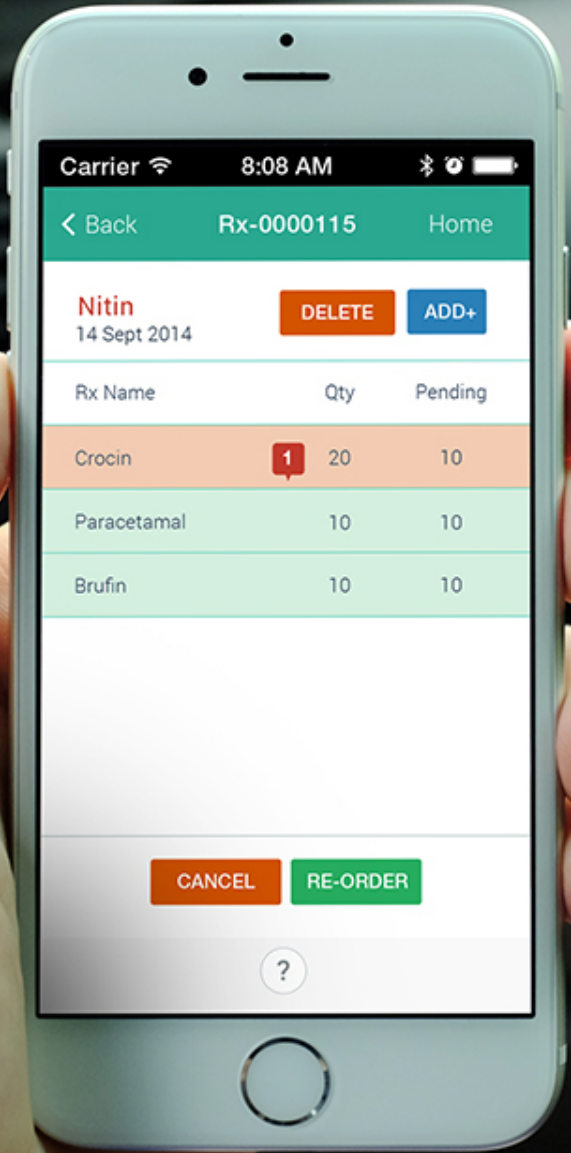 Carrier 8:08 AM
Back Rx-0000115 Home
Nitin DELETE ADD+
14 Sept 2014
Rx Name Qty Pending
Crocin 1 20 10
Paracetamal 10 10
Brufin 10 10
CANCEL RE-ORDER
?